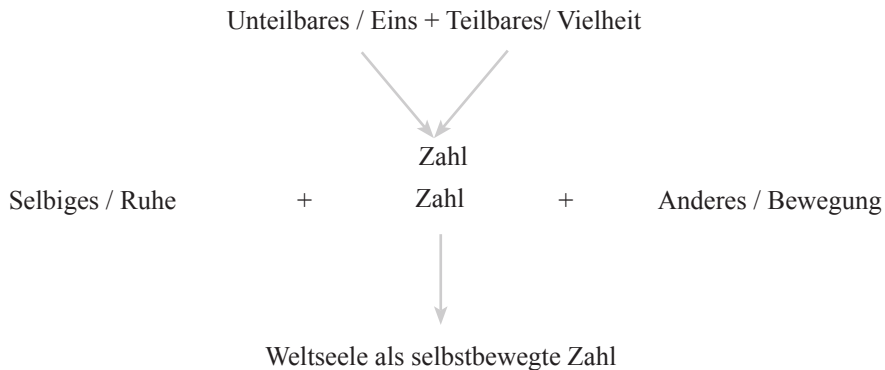 Unteilbares / Eins + Teilbares/ Vielheit
Zahl
Selbiges / Ruhe + Zahl + Anderes / Bewegung
Weltseele als selbstbewegte Zahl